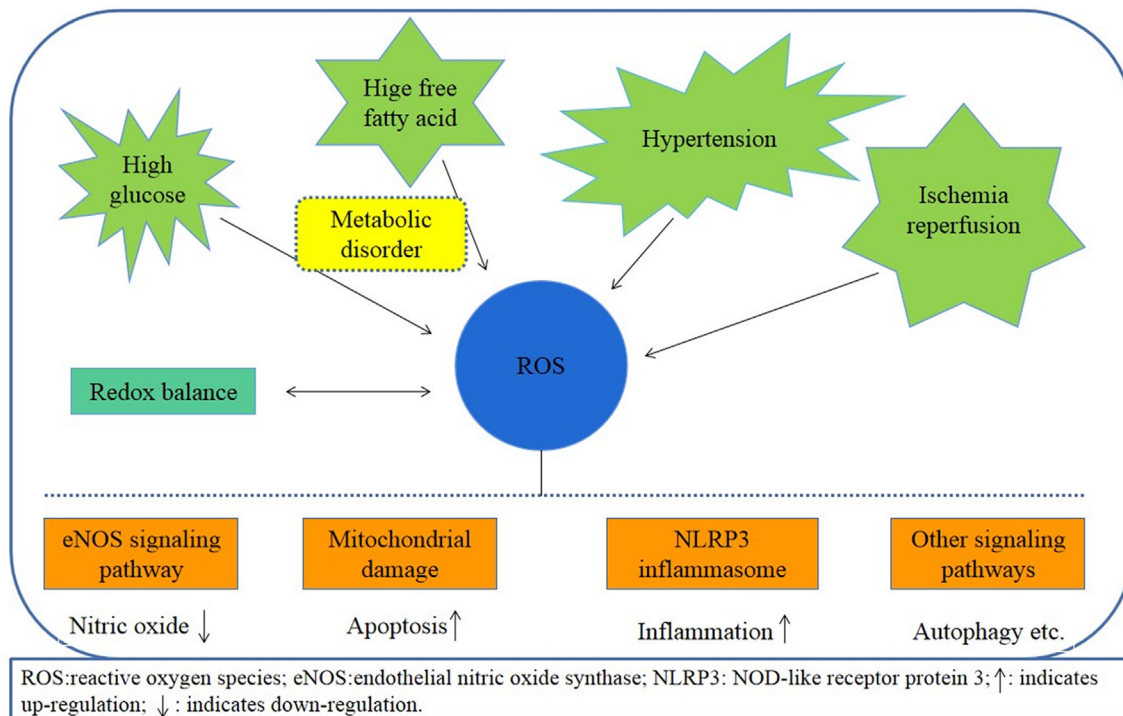 Hige free
fatty acid
High
glucose
Hypertension
Ischemia
reperfusion
Metabolic
disorder
ROS
Redox balance
eNOS signaling
pathway
Mitochondrial
damage
NLRP3
inflammasome
Other signaling
pathways
Nitric oxide ↓
Apoptosis↑
Inflammation ↑
Autophagy etc.
ROS:reactive oxygen species; eNOS:endothelial nitric oxide synthase; NLRP3: NOD-like receptor protein 3;↑: indicates
up-regulation; ↓: indicates down-regulation.